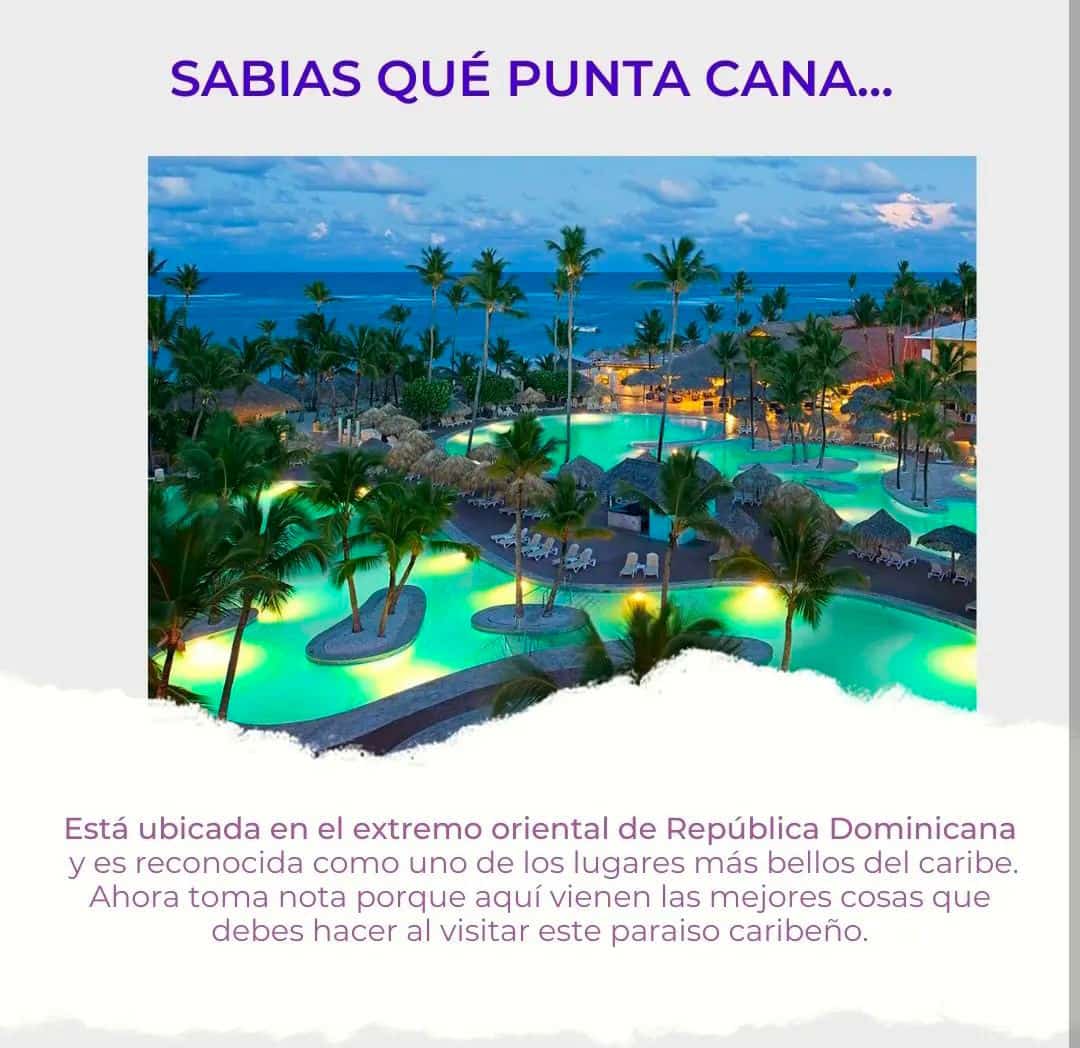 SABIAS QUÉ PUNTA CANA...
Está ubicada en el extremo oriental de República Dominicana
y es reconocida como uno de los lugares más bellos del caribe.
Ahora toma nota porque aquí vienen las mejores cosas que
debes hacer al visitar este paraiso caribeño.